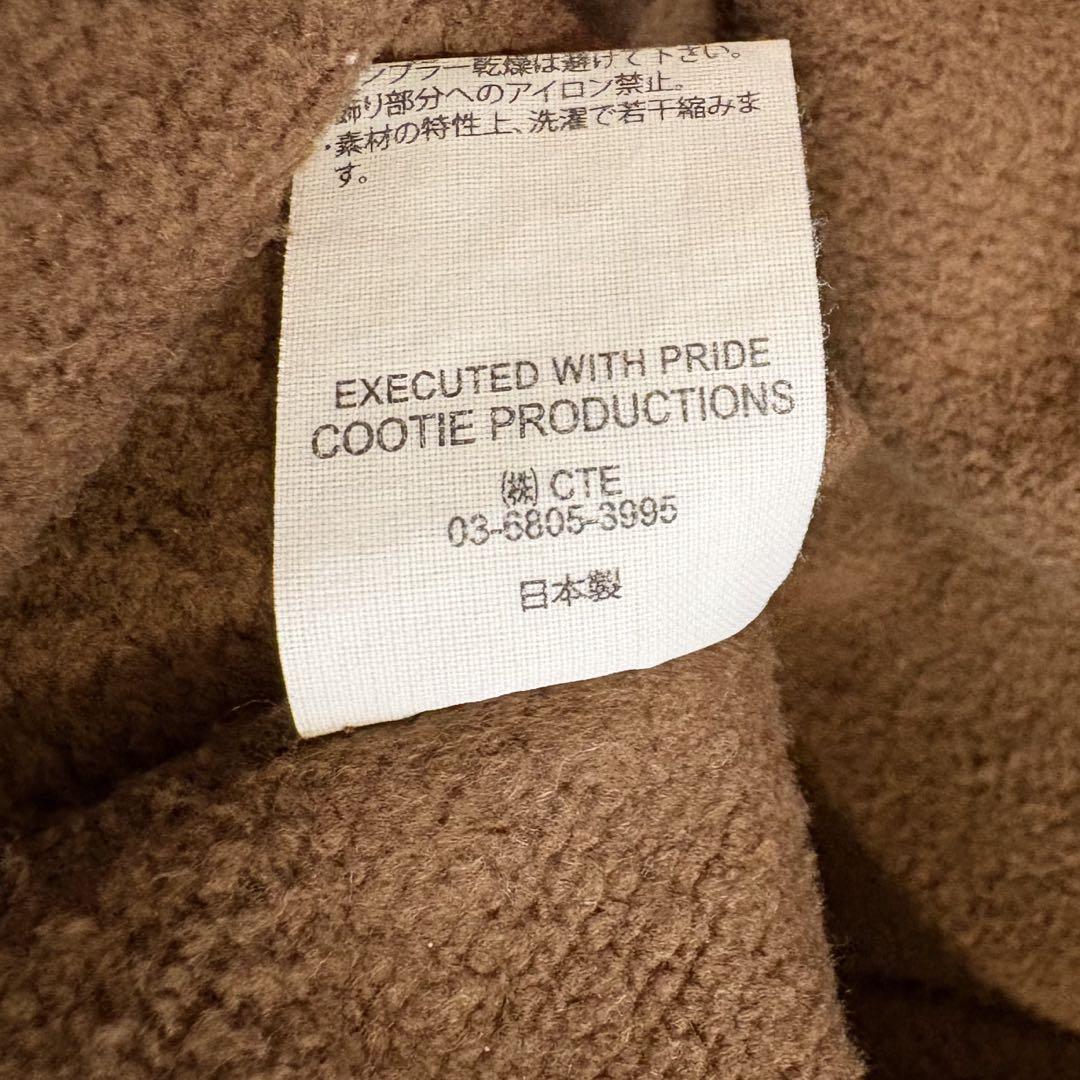 ンブラー乾燥は避けて下さい。
飾り部分へのアイロン禁止。
・素材の特性上、洗濯で若干縮みま
す。
EXECUTED WITH PRIDE
COOTIE PRODUCTIONS
㈱ CTE
03-6805-3995
日本製